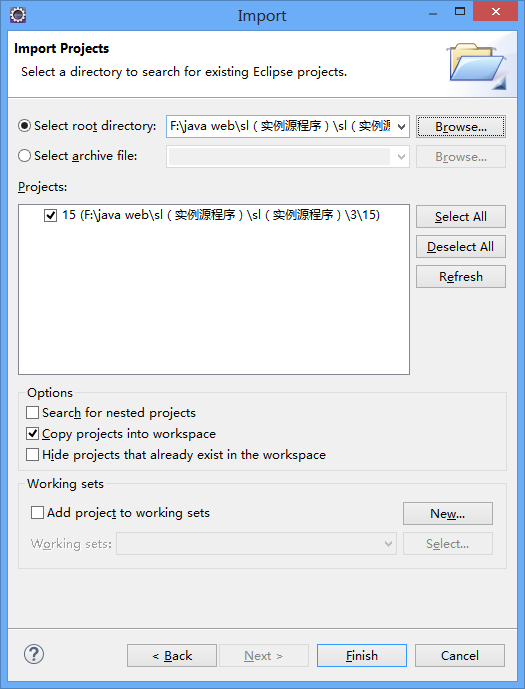 Import
Import Projects
Select a directory to search for existing Eclipse projects.
Select root directory: F:\java web\sl（实例源程序）\sl（实例源 Browse...
Select archive file: Browse...
Projects:
15 (F:\java web\sl（实例源程序）\sl（实例源程序）\3\15)
Select All
Deselect All
Refresh
Options
Search for nested projects
Copy projects into workspace
Hide projects that already exist in the workspace
Working sets
Add project to working sets New...
Working sets: Select...
? < Back Next > Finish Cancel